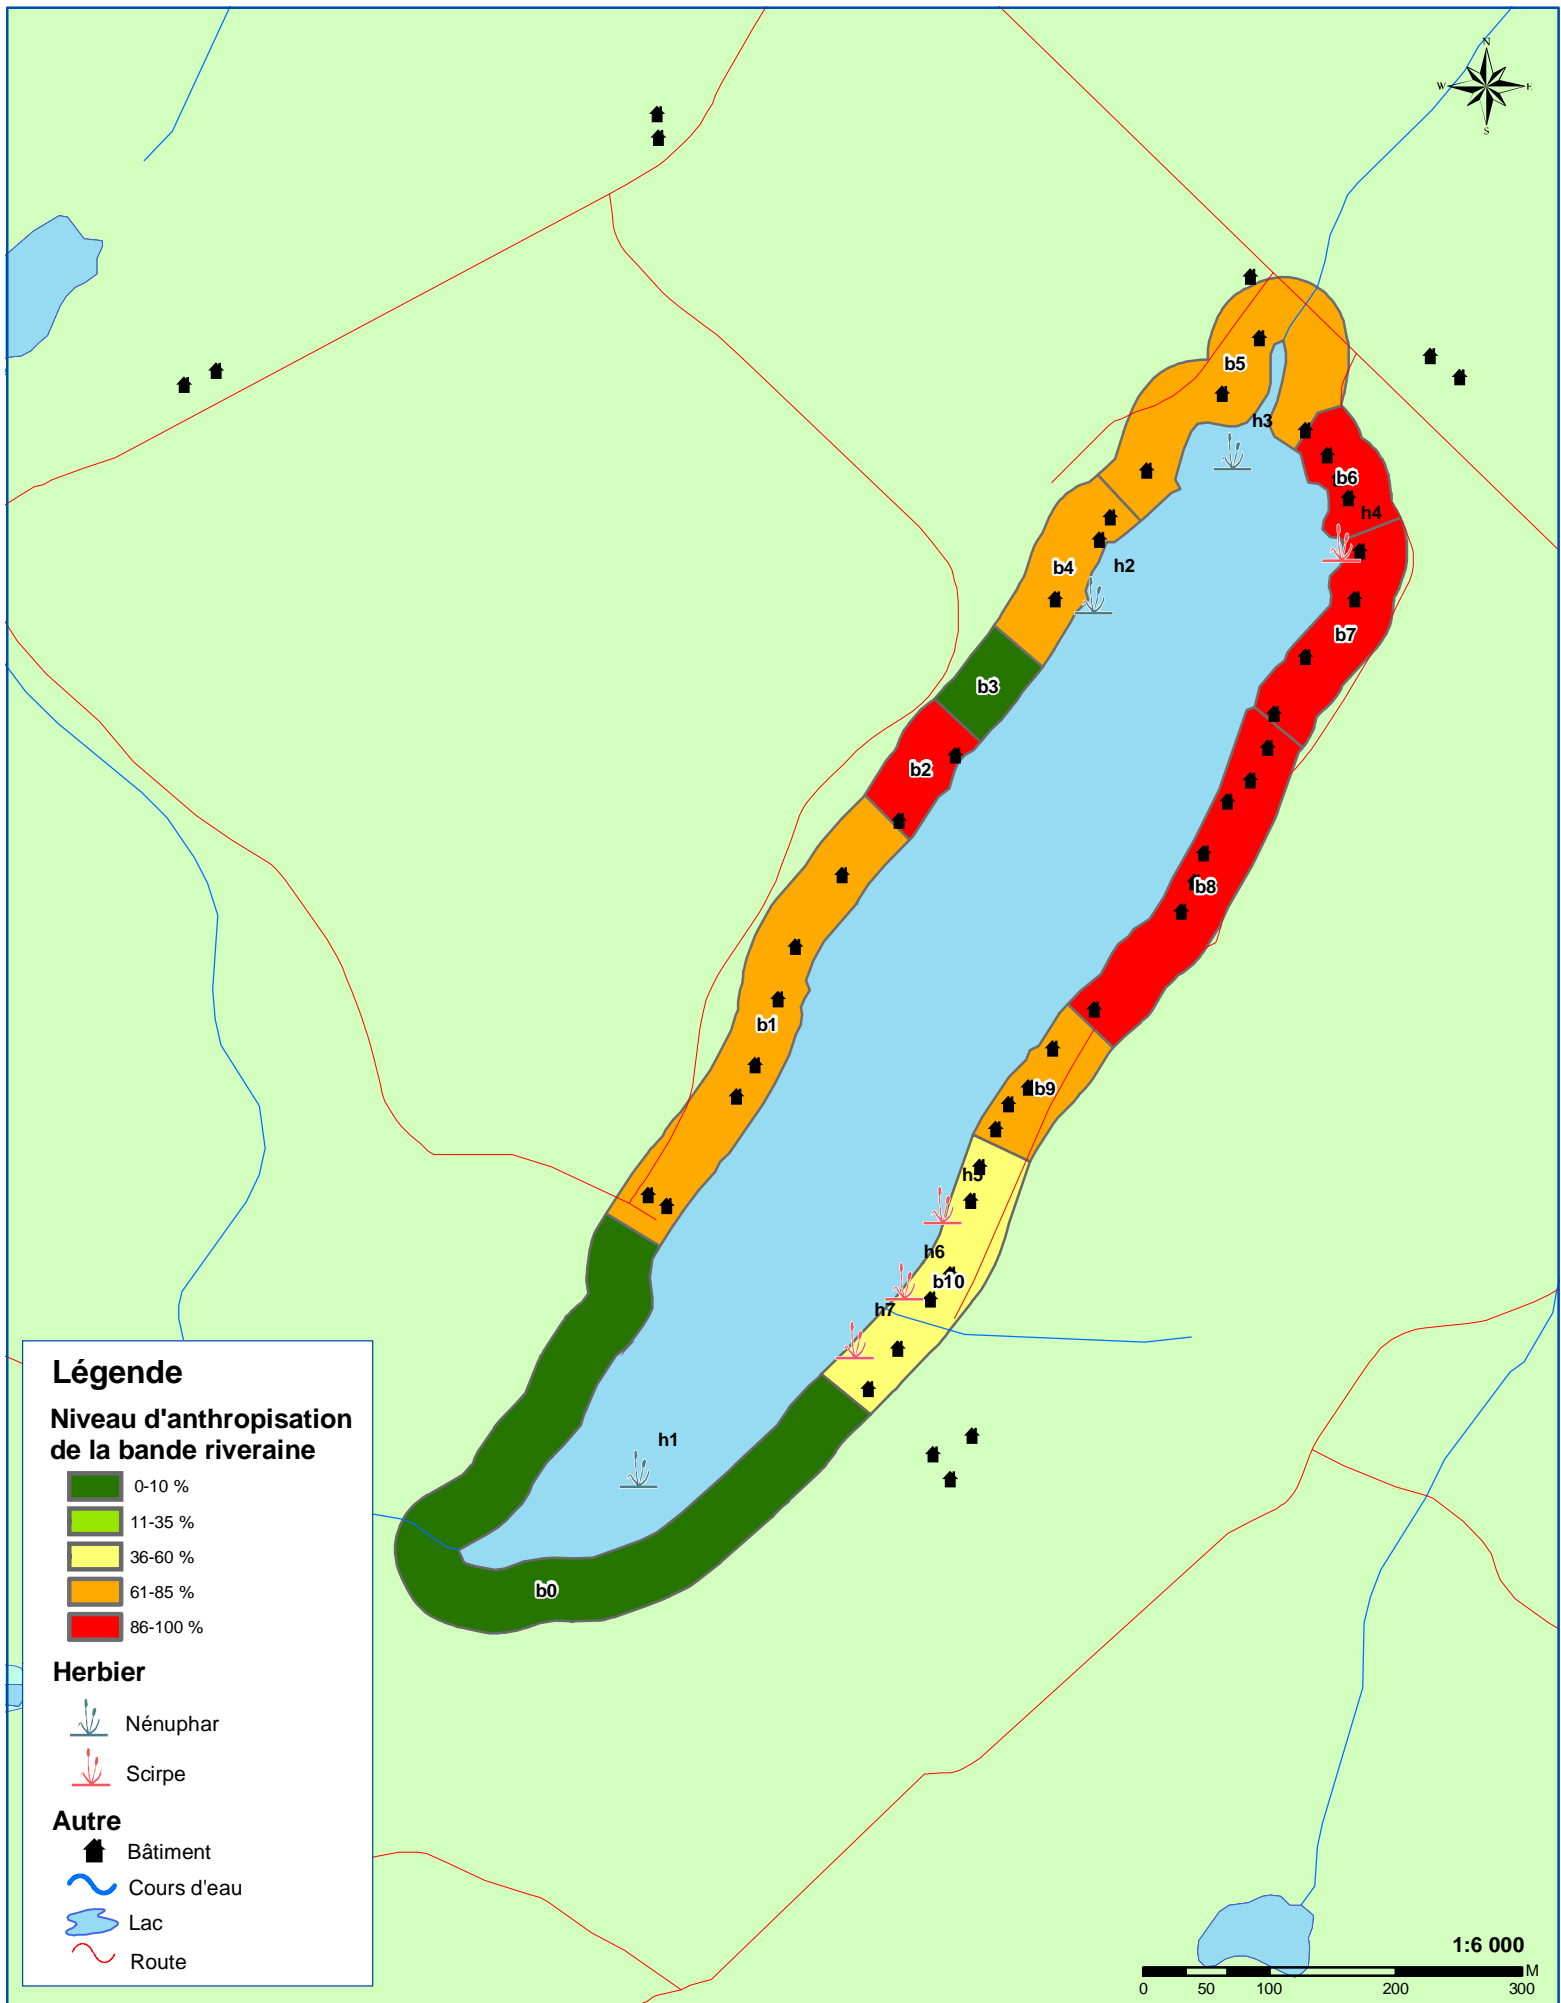 N
W E
S
b5
h3
b6
h4
h2
b4
b7
b3
b2
b8
b1
b9
h5
h6
b10
h7
h1
b0
Légende
Niveau d'anthropisation
de la bande riveraine
0-10 %
11-35 %
36-60 %
61-85 %
86-100 %
Herbier
Nénuphar
Scirpe
Autre
Bâtiment
Cours d'eau
Lac
Route
1:6 000
M
0 50 100 200 300